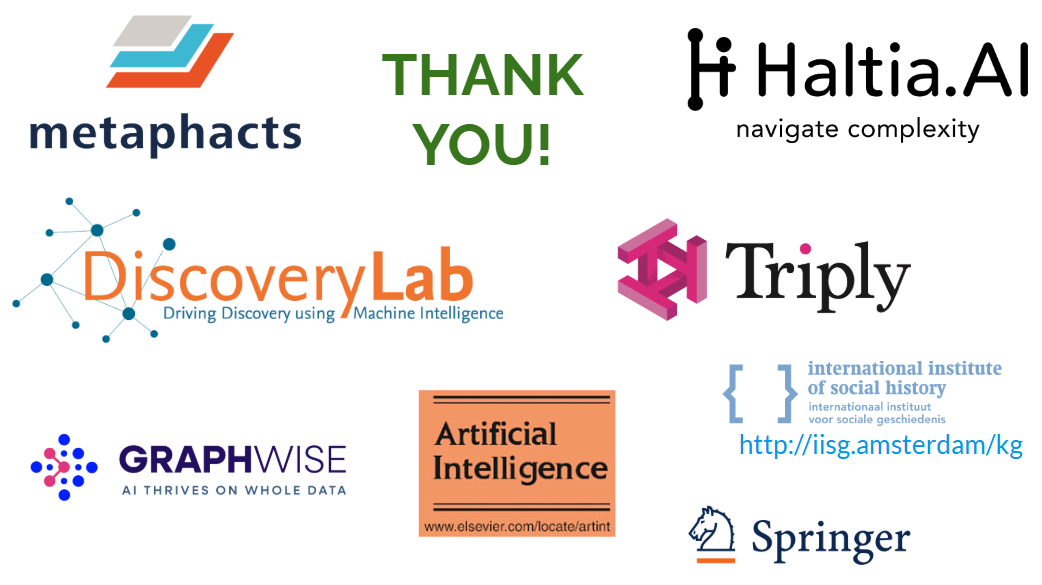 metaphacts
THANK
YOU!
Haltia.AI
navigate complexity
DiscoveryLab
Driving Discovery using Machine Intelligence
Triply
GRAPHWISE
AI THRIVES ON WHOLE DATA
Artificial
Intelligence
www.elsevier.com/locate/artint
international institute
of social history
internationaal instituut
voor sociale geschiedenis
http://iisg.amsterdam/kg
Springer